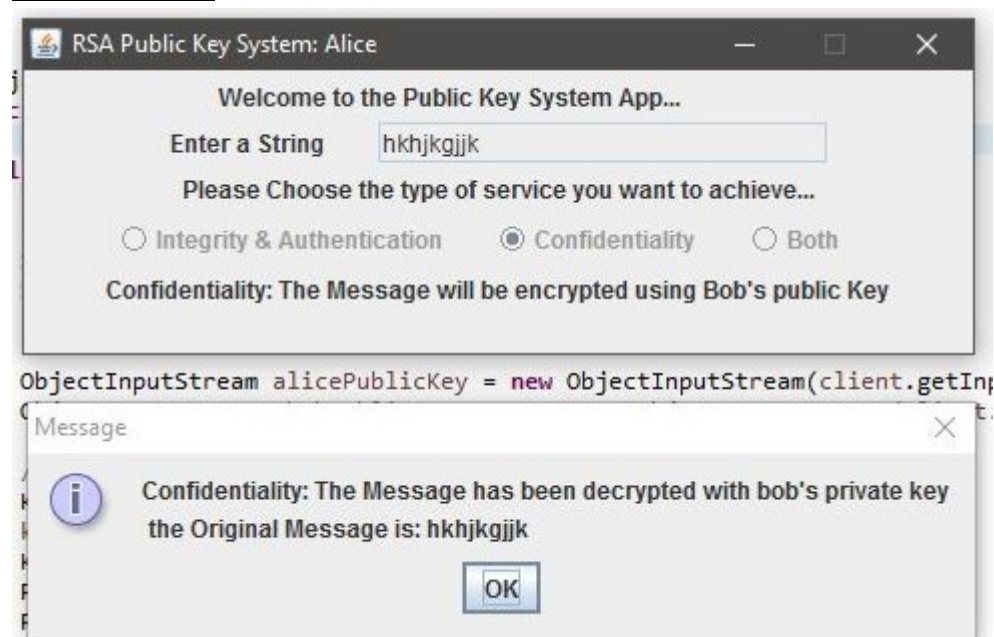 RSA Public Key System: Alice
Welcome to the Public Key System App...
Enter a String hkhjkgjjk
Please Choose the type of service you want to achieve...
Integrity & Authentication Confidentiality Both
Confidentiality: The Message will be encrypted using Bob's public Key
ObjectInputStream alicePublicKey = new ObjectInputStream(client.getInp
Message
Confidentiality: The Message has been decrypted with bob's private key
the Original Message is: hkhjkgjjk
OK